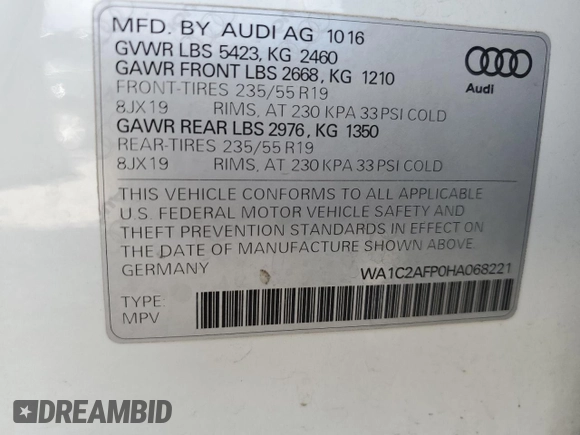 MFD. BY AUDI AG 1016
GVWR LBS 5423, KG 2460
GAWR FRONT LBS 2668, KG 1210
FRONT-TIRES 235/55 R19
8JX19 RIMS, AT 230 KPA 33 PSI COLD
GAWR REAR LBS 2976, KG 1350
REAR-TIRES 235/55 R19
8JX19 RIMS, AT 230 KPA 33 PSI COLD
Audi
THIS VEHICLE CONFORMS TO ALL APPLICABLE
U.S. FEDERAL MOTOR VEHICLE SAFETY AND
THEFT PREVENTION STANDARDS IN EFFECT ON
THE DATE OF MANUFACTURE SHOWN ABOVE.
GERMANY
WA1C2AFP0HA068221
TYPE:
MPV
DREAMBID